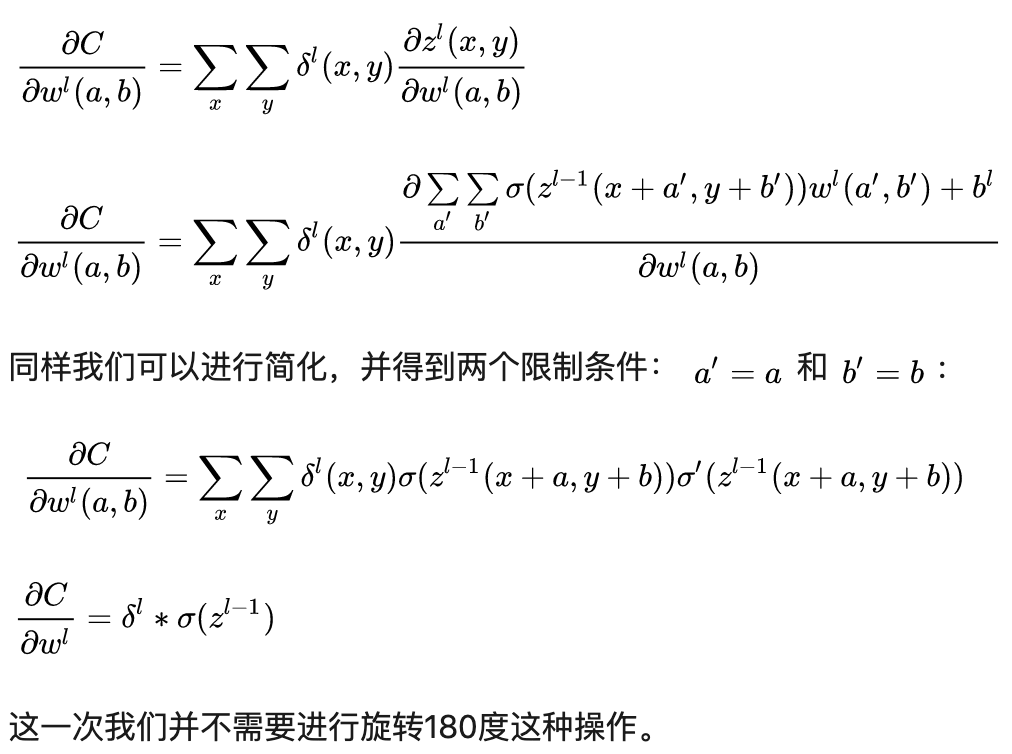 $$\frac{\partial C}{\partial w^l(a,b)} = \sum_x \sum_y \delta^l(x,y) \frac{\partial z^l(x,y)}{\partial w^l(a,b)}$$
$$\frac{\partial C}{\partial w^l(a,b)} = \sum_x \sum_y \delta^l(x,y) \frac{\partial \sum_{a'} \sum_{b'} \sigma(z^{l-1}(x+a',y+b'))w^l(a',b') + b^l}{\partial w^l(a,b)}$$
同样我们可以进行简化，并得到两个限制条件： $a' = a$ 和 $b' = b$ ：
$$\frac{\partial C}{\partial w^l(a,b)} = \sum_x \sum_y \delta^l(x,y)\sigma(z^{l-1}(x+a,y+b))\sigma'(z^{l-1}(x+a,y+b))$$
$$\frac{\partial C}{\partial w^l} = \delta^l * \sigma(z^{l-1})$$
这一次我们并不需要进行旋转180度这种操作。